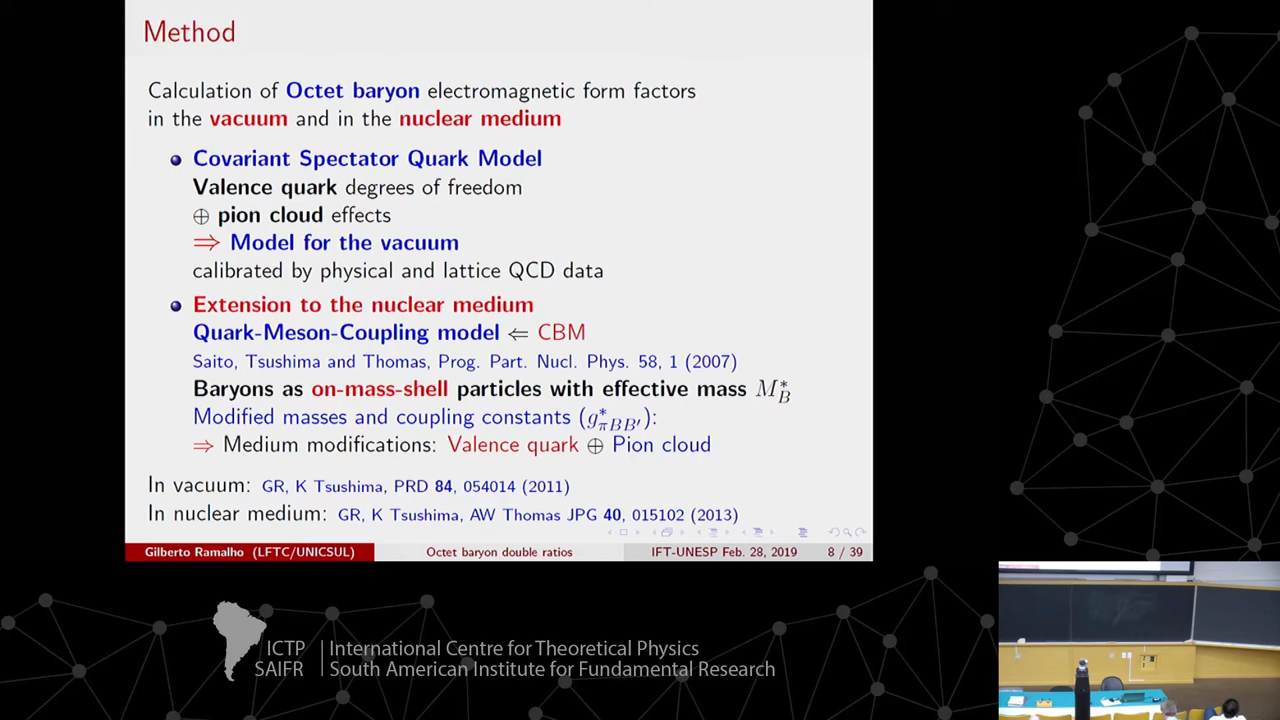 Method
Calculation of Octet baryon electromagnetic form factors
in the vacuum and in the nuclear medium
Covariant Spectator Quark Model
Valence quark degrees of freedom
⊕ pion cloud effects
⇒ Model for the vacuum
calibrated by physical and lattice QCD data
Extension to the nuclear medium
Quark-Meson-Coupling model ⇐ CBM
Saito, Tsushima and Thomas, Prog. Part. Nucl. Phys. 58, 1 (2007)
Baryons as on-mass-shell particles with effective mass M*_B
Modified masses and coupling constants (g*_πBB′):
⇒ Medium modifications: Valence quark ⊕ Pion cloud
In vacuum: GR, K Tsushima, PRD 84, 054014 (2011)
In nuclear medium: GR, K Tsushima, AW Thomas JPG 40, 015102 (2013)
Gilberto Ramalho (LFTC/UNICSUL) Octet baryon double ratios IFT-UNESP Feb. 28, 2019 8 / 39
ICTP International Centre for Theoretical Physics
SAIFR South American Institute for Fundamental Research